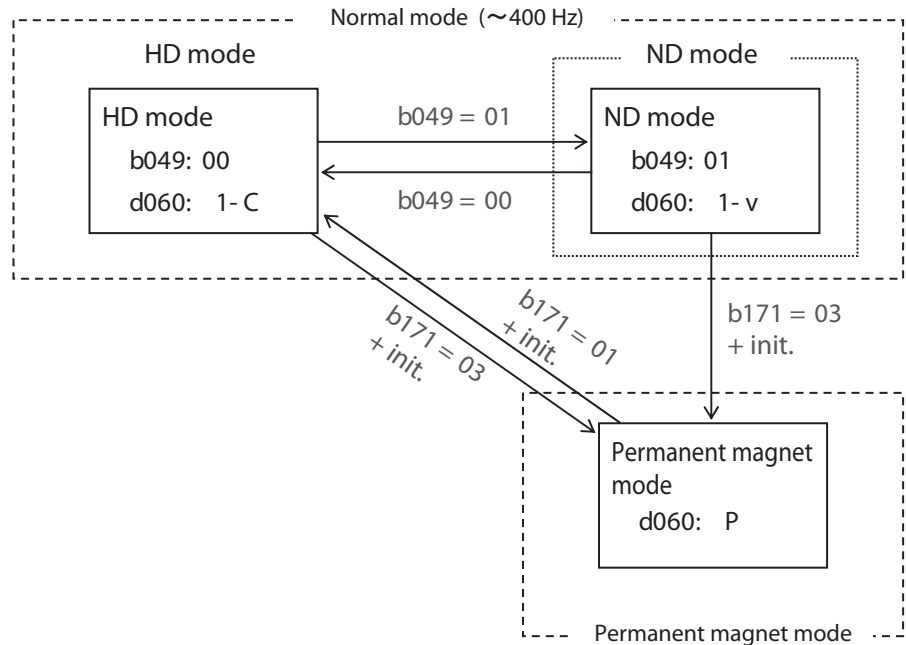 Normal mode (~400 Hz)
HD mode
ND mode
HD mode
b049: 00
d060: 1- C
b049 = 01
b049 = 00
ND mode
b049: 01
d060: 1- v
b171 = 03
+ init.
b171 = 01
+ init.
b171 = 03
+ init.
Permanent magnet
mode
d060: P
Permanent magnet mode